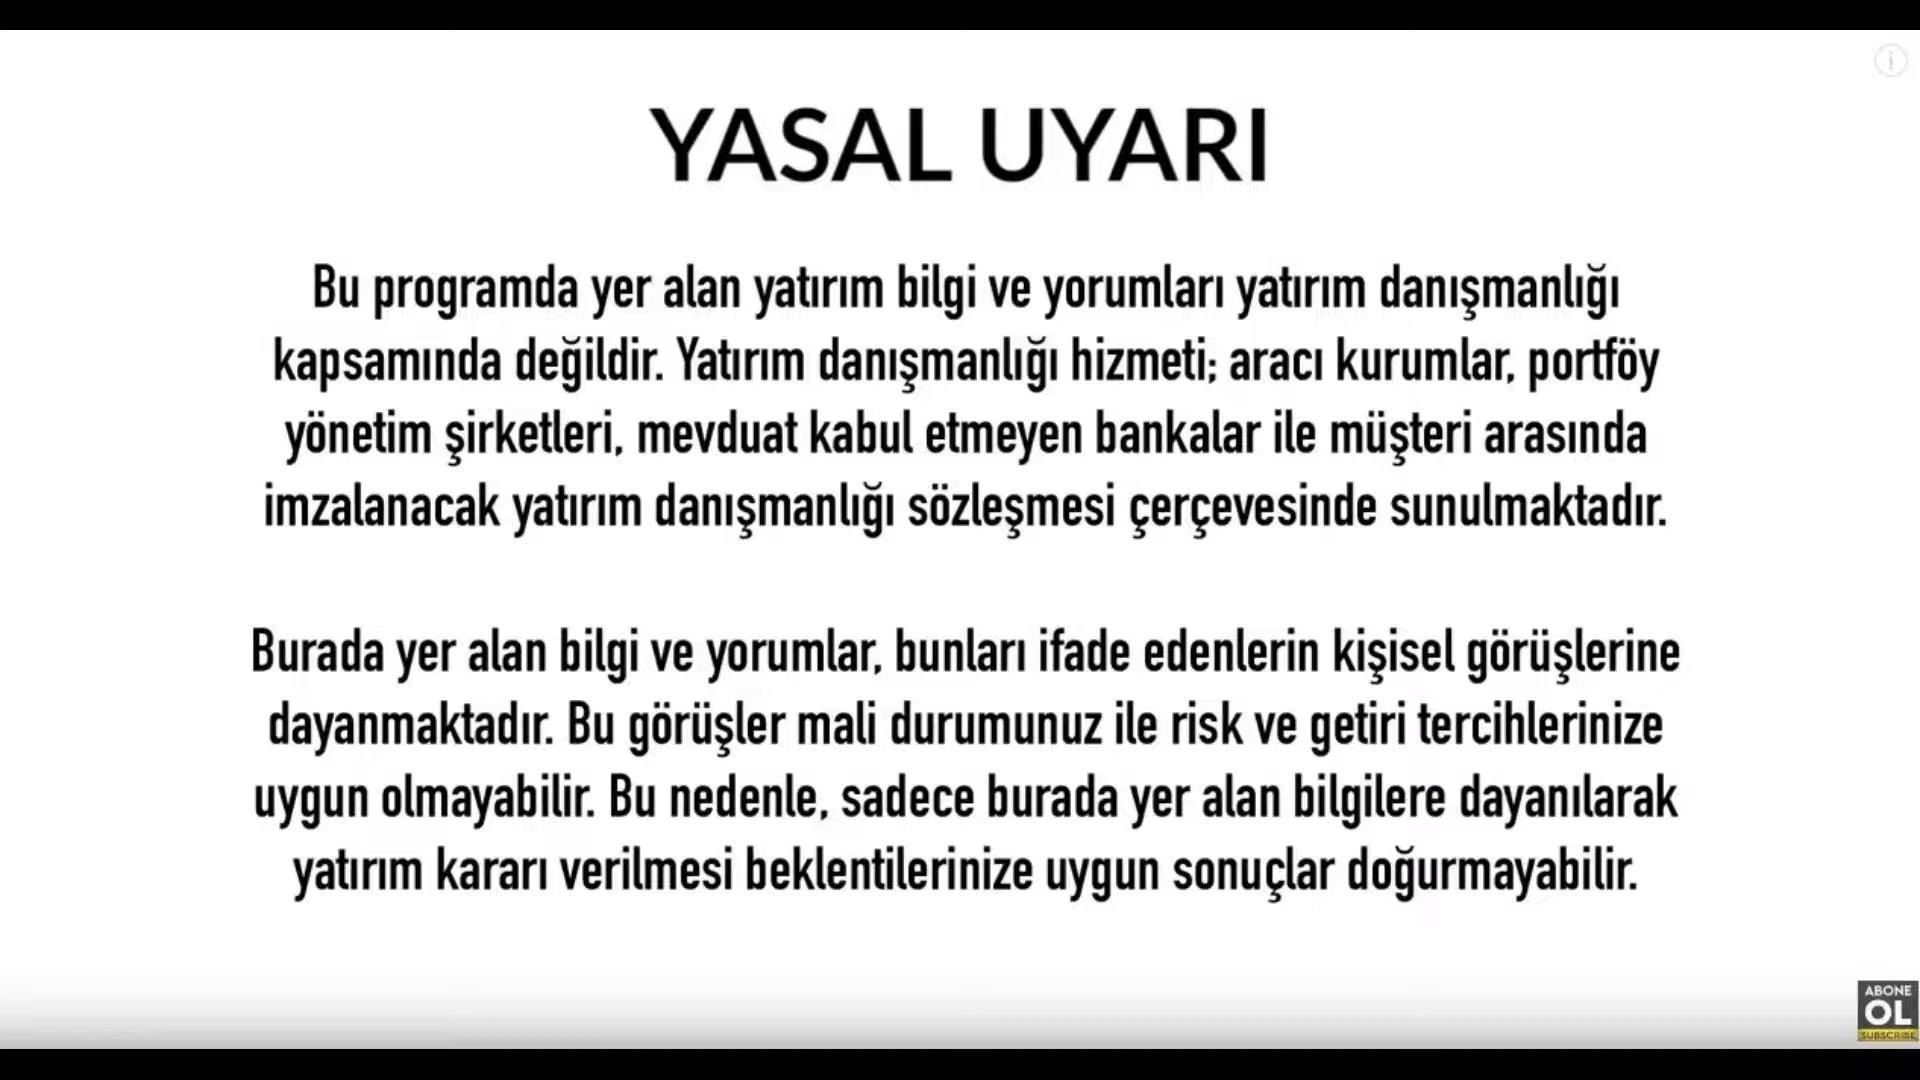 YASAL UYARI
Bu programda yer alan yatırım bilgi ve yorumları yatırım danışmanlığı
kapsamında değildir. Yatırım danışmanlığı hizmeti; aracı kurumlar, portföy
yönetim şirketleri, mevduat kabul etmeyen bankalar ile müşteri arasında
imzalanacak yatırım danışmanlığı sözleşmesi çerçevesinde sunulmaktadır.
Burada yer alan bilgi ve yorumlar, bunları ifade edenlerin kişisel görüşlerine
dayanmaktadır. Bu görüşler mali durumunuz ile risk ve getiri tercihlerinize
uygun olmayabilir. Bu nedenle, sadece burada yer alan bilgilere dayanılarak
yatırım kararı verilmesi beklentilerinize uygun sonuçlar doğurmayabilir.
ABONE
OL
SUBSCRIBE